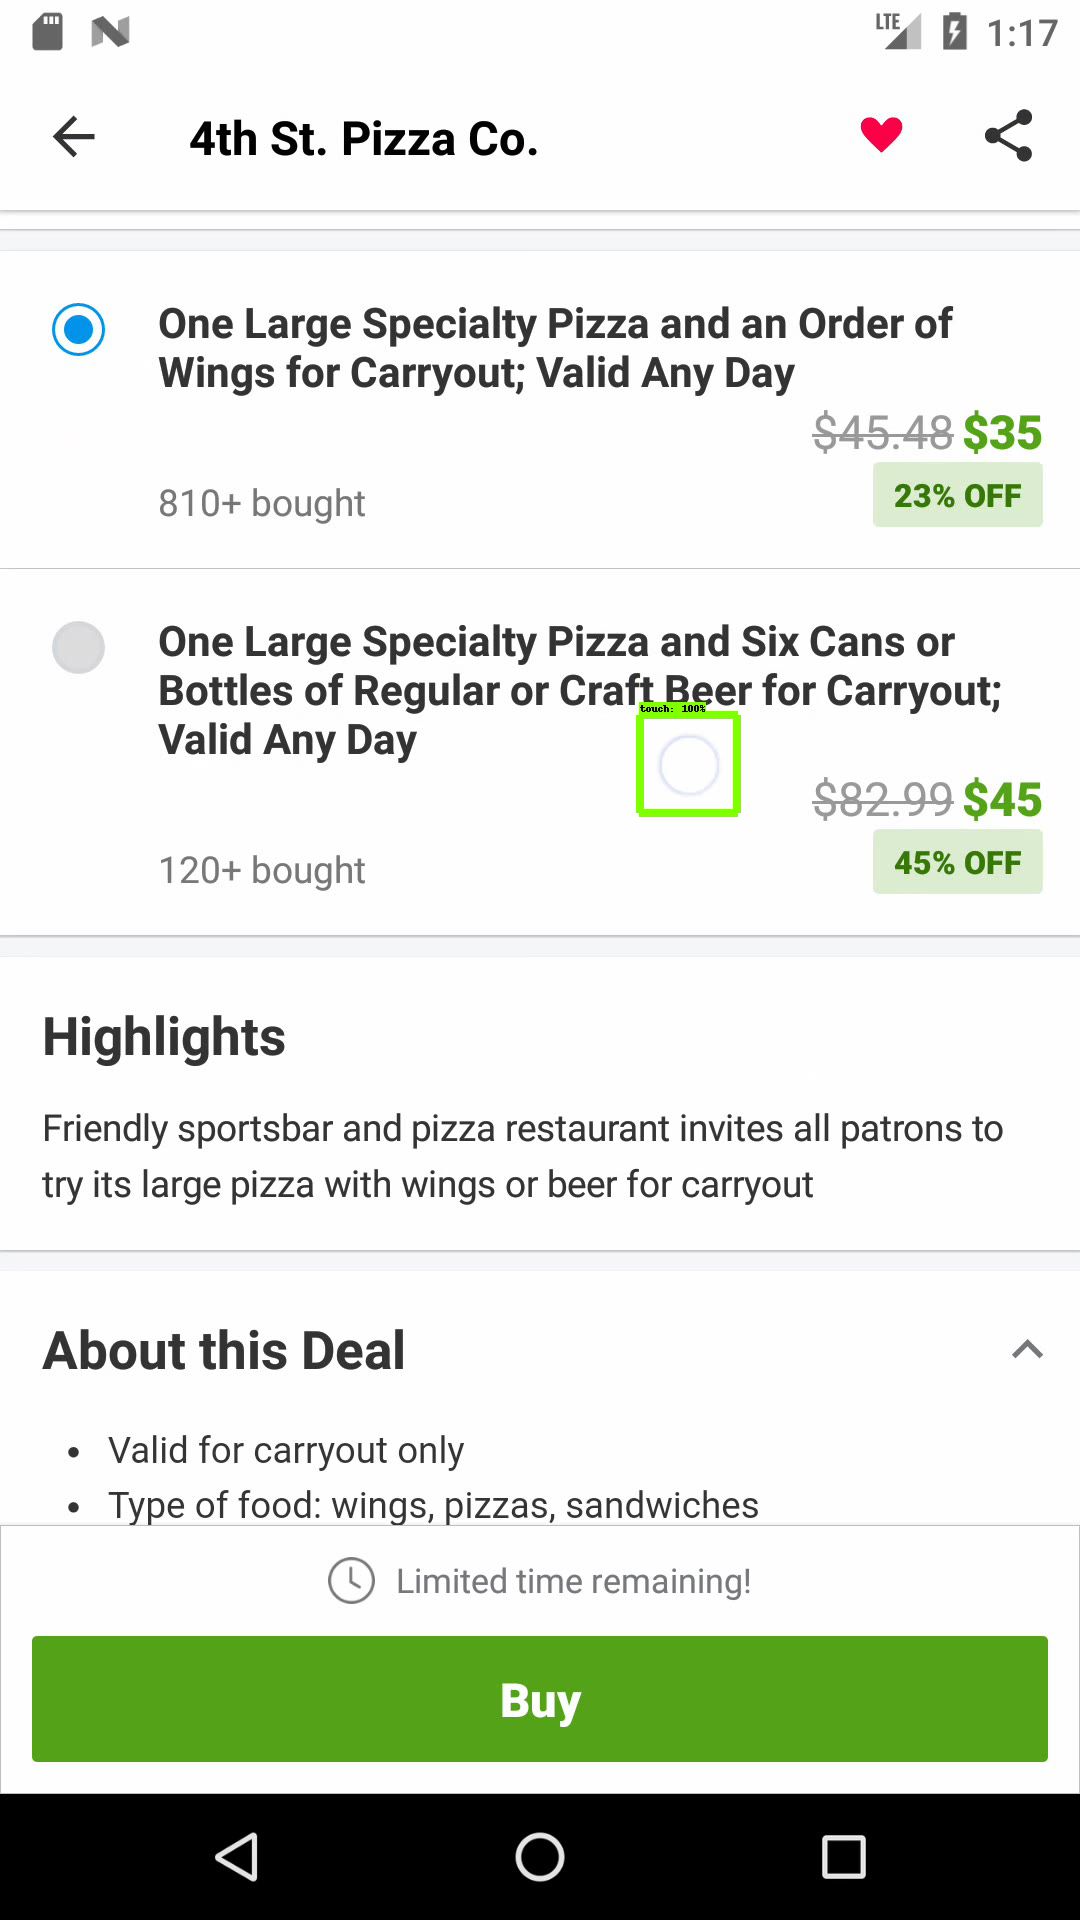 LTE 1:17
4th St. Pizza Co.
One Large Specialty Pizza and an Order of
Wings for Carryout; Valid Any Day
$45.48 $35
810+ bought
23% OFF
One Large Specialty Pizza and Six Cans or
Bottles of Regular or Craft Beer for Carryout;
touch: 100%
Valid Any Day
$82.99 $45
120+ bought
45% OFF
Highlights
Friendly sportsbar and pizza restaurant invites all patrons to
try its large pizza with wings or beer for carryout
About this Deal
• Valid for carryout only
• Type of food: wings, pizzas, sandwiches
Limited time remaining!
Buy